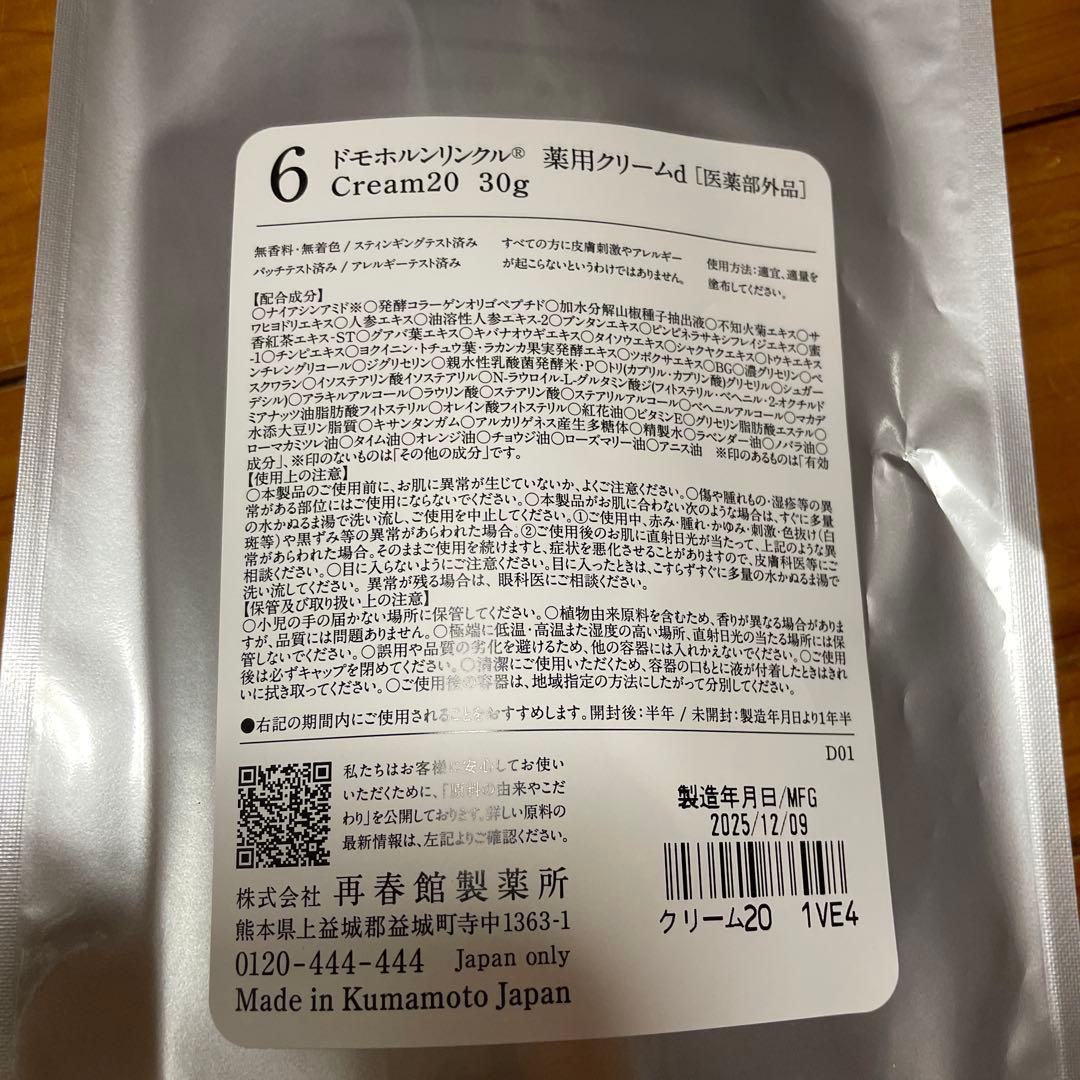 6
ドモホルンリンクル® 薬用クリームd［医薬部外品］
Cream20 30g
無香料・無着色 / スティンギングテスト済み
パッチテスト済み / アレルギーテスト済み
すべての方に皮膚刺激やアレルギー
が起こらないというわけではありません。
使用方法：適宜、適量を
塗布してください。
【配合成分】
○ナイアシンアミド※○発酵コラーゲンオリゴペプチド○加水分解山椒種子抽出液○不知火菊エキス○サ
ワヒヨドリエキス○人参エキス○油溶性人参エキス-2○ブンタンエキス○ピンピネラサキシフレイジエキス○蜜
香紅茶エキス-ST○グアバ葉エキス○キバナオウギエキス○タイソウエキス○シャクヤクエキス○トウキエキス
-1○チンピエキス○ヨクイニン・トチュウ葉・ラカンカ果実発酵エキス○ツボクサエキス○BG○濃グリセリン○ペ
ンチレングリコール○ジグリセリン○親水性乳酸菌発酵米・P○トリ(カプリル・カプリン酸)グリセリル○シュガー
スクワラン○イソステアリン酸イソステアリル○N-ラウロイル-L-グルタミン酸ジ(フィトステリル・ベヘニル・2-オクチルド
デシル)○アラキルアルコール○ラウリン酸○ステアリン酸○ステアリルアルコール○ベヘニルアルコール○マカデ
ミアナッツ油脂肪酸フィトステリル○オレイン酸フィトステリル○紅花油○ビタミンE○グリセリン脂肪酸エステル○
水添大豆リン脂質○キサンタンガム○アルカリゲネス産生多糖体○精製水○ラベンダー油○ノバラ油○
ローマカミツレ油○タイム油○オレンジ油○チョウジ油○ローズマリー油○アニス油 ※印のあるものは「有効
成分」、※印のないものは「その他の成分」です。
【使用上の注意】
○本製品のご使用前に、お肌に異常が生じていないか、よくご注意ください。○傷や腫れもの・湿疹等の異
常がある部位にはご使用にならないでください。○本製品がお肌に合わない次のような場合は、すぐに多量
の水かぬるま湯で洗い流し、ご使用を中止してください。①ご使用中、赤み・腫れ・かゆみ・刺激・色抜け(白
斑等)や黒ずみ等の異常があらわれた場合。②ご使用後のお肌に直射日光が当たって、上記のような異
常があらわれた場合。そのままご使用を続けますと、症状を悪化させることがありますので、皮膚科医等にご
相談ください。○目に入らないようにご注意ください。目に入ったときは、こすらずすぐに多量の水かぬるま湯で
洗い流してください。異常が残る場合は、眼科医にご相談ください。
【保管及び取り扱い上の注意】
○小児の手の届かない場所に保管してください。○植物由来原料を含むため、香りが異なる場合がありま
すが、品質には問題ありません。○極端に低温・高温また湿度の高い場所、直射日光の当たる場所には保
管しないでください。○誤用や品質の劣化を避けるため、他の容器には入れかえないでください。○ご使用
後は必ずキャップを閉めてください。○清潔にご使用いただくため、容器の口もとに液が付着したときはきれ
いに拭き取ってください。○ご使用後の容器は、地域指定の方法にしたがって分別してください。
●右記の期間内にご使用されることをおすすめします。開封後：半年 / 未開封：製造年月日より1年半
D01
私たちはお客様に安心してお使い
いただくために、「原料の由来やこだ
わり」を公開しております。詳しい原料の
最新情報は、左記よりご確認ください。
製造年月日/MFG
2025/12/09
クリーム20 1VE4
株式会社 再春館製薬所
熊本県上益城郡益城町寺中1363-1
0120-444-444 Japan only
Made in Kumamoto Japan